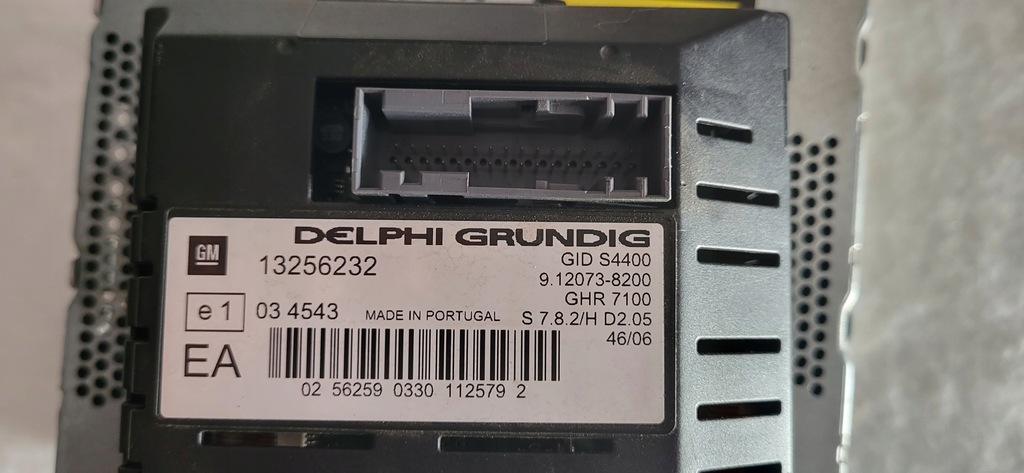 DELPHI GRUNDIG
GM
13256232
GID S4400
9.12073-8200
GHR 7100
e1
03 4543
MADE IN PORTUGAL
S 7.8.2/H D2.05
46/06
EA
02 56259 0330 112579 2